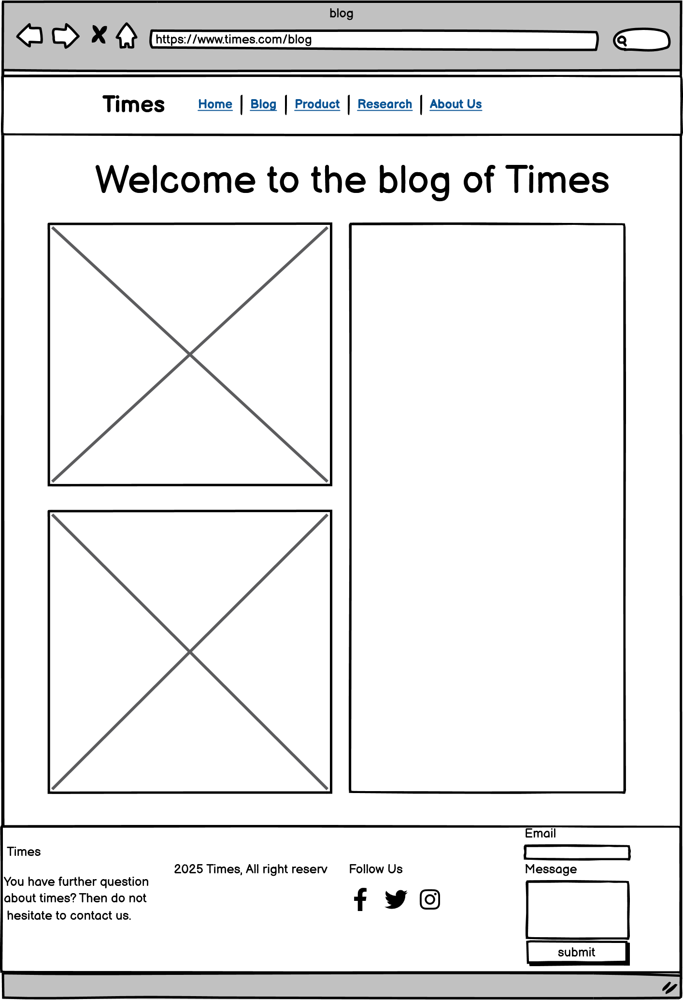 blog
https://www.times.com/blog
Times
Home | Blog | Product | Research | About Us
Welcome to the blog of Times
Times
You have further question
about times? Then do not
hesitate to contact us.
2025 Times, All right reserv
Follow Us
Email
Message
submit